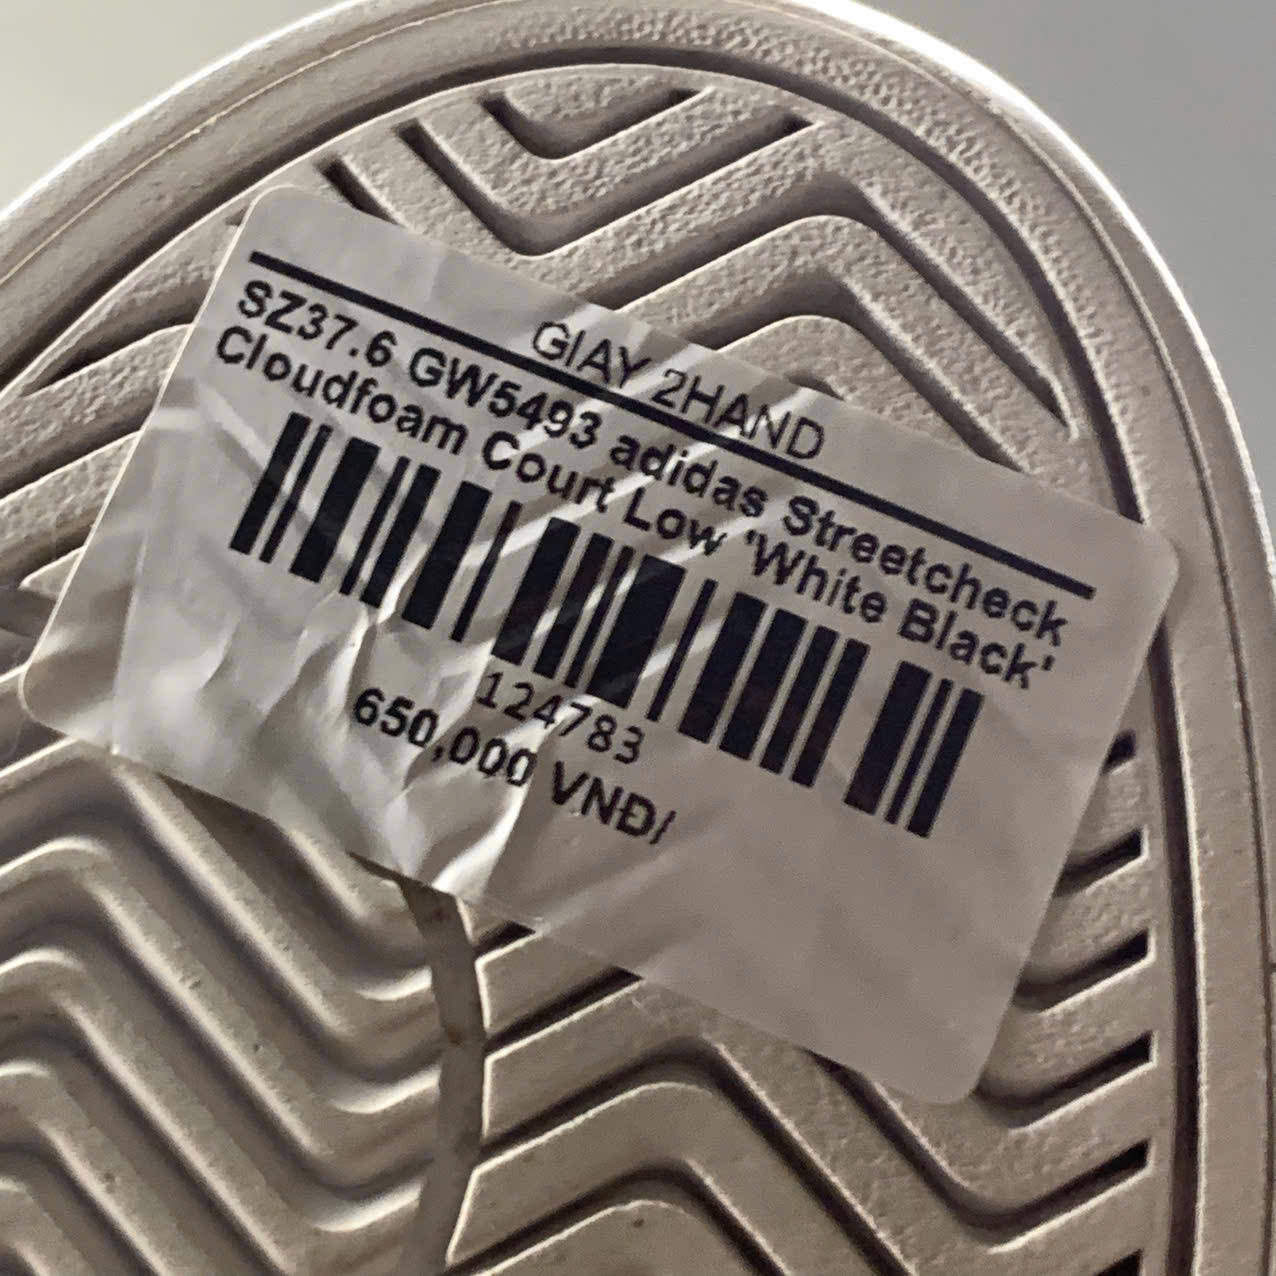 GIAY 2HAND
SZ37.6 GW5493 adidas Streetcheck
Cloudfoam Court Low 'White Black'
124783
650,000 VNĐ/